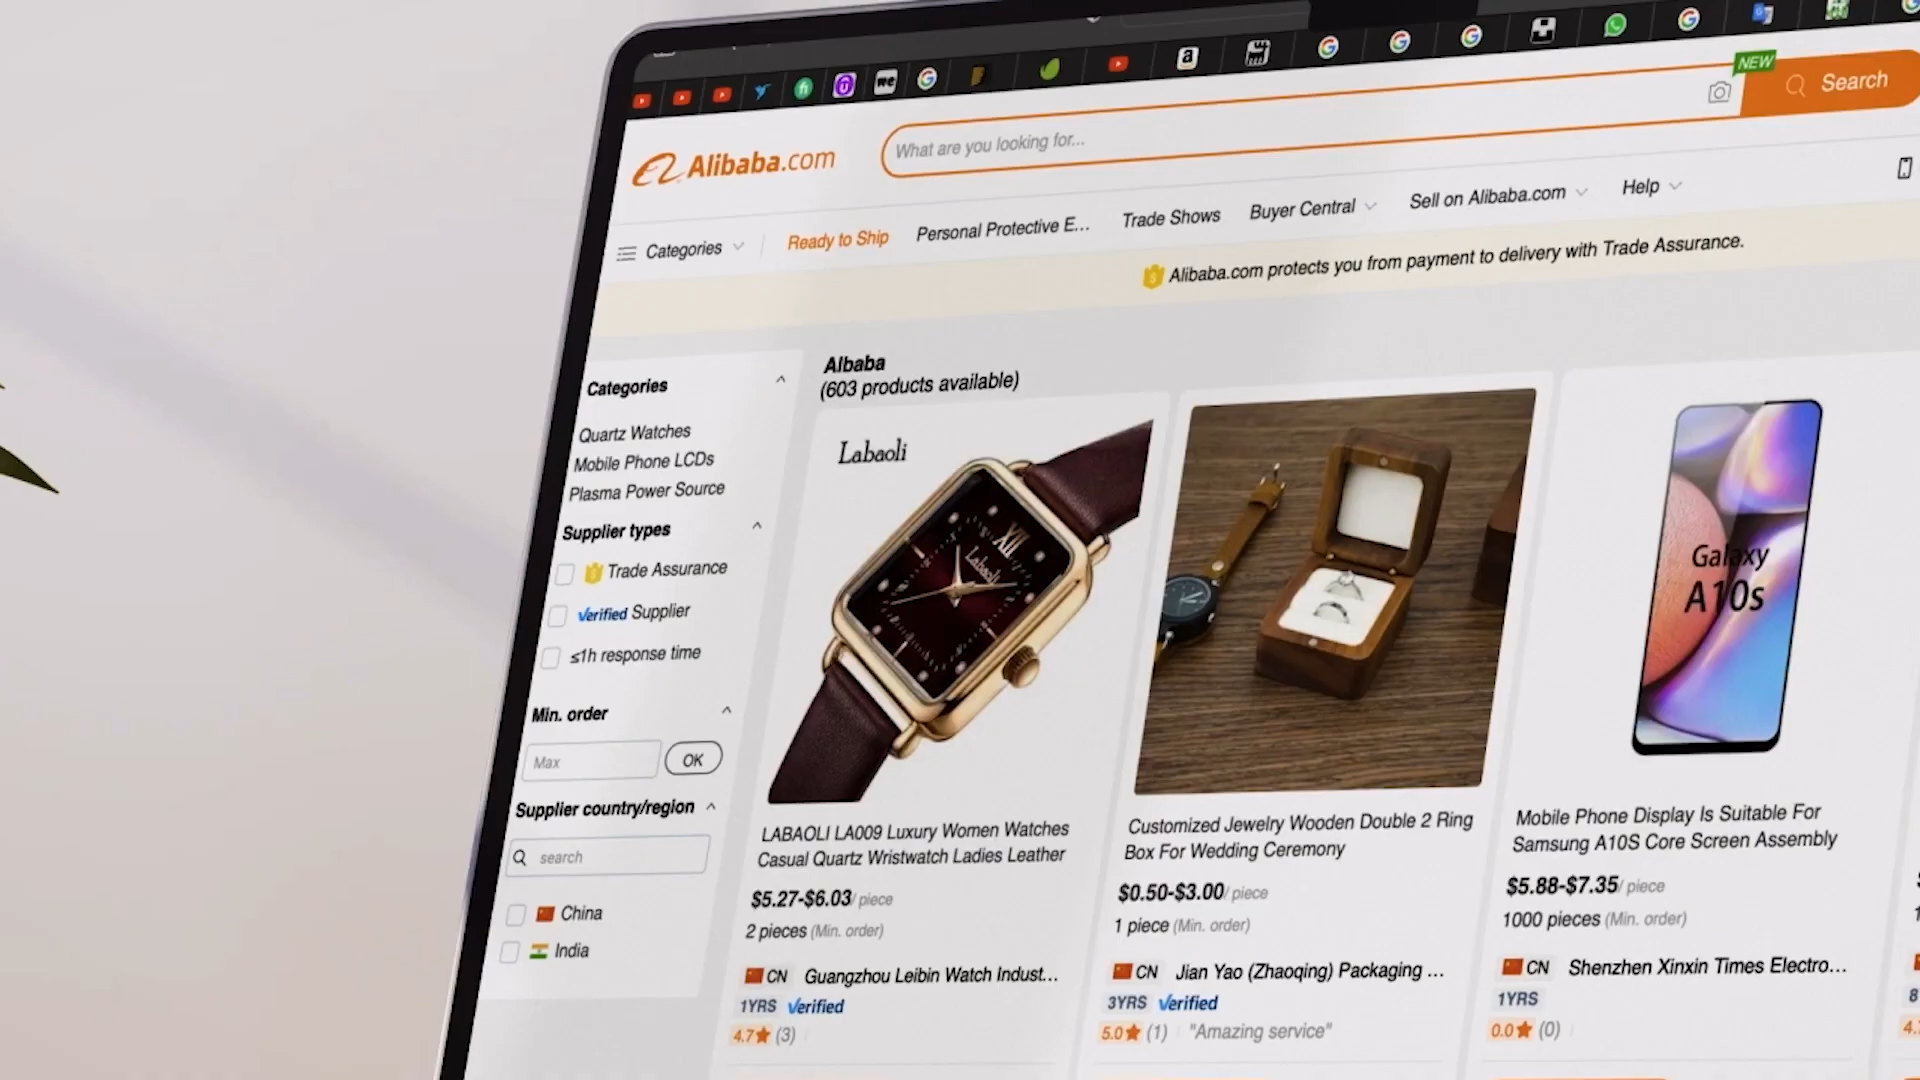 NEW
Search
What are you looking for...
Alibaba.com
Categories
Ready to Ship
Personal Protective E...
Trade Shows
Buyer Central
Sell on Alibaba.com
Help
Alibaba.com protects you from payment to delivery with Trade Assurance.
Albaba
(603 products available)
Categories
Quartz Watches
Mobile Phone LCDs
Plasma Power Source
Supplier types
Trade Assurance
Verified Supplier
≤1h response time
Min. order
Max
OK
Supplier country/region
search
China
India
Labaoli
XII
Labaoli
LABAOLI LA009 Luxury Women Watches
Casual Quartz Wristwatch Ladies Leather
$5.27-$6.03/ piece
2 pieces (Min. order)
CN Guangzhou Leibin Watch Indust...
1YRS Verified
4.7 (3)
Customized Jewelry Wooden Double 2 Ring
Box For Wedding Ceremony
$0.50-$3.00/ piece
1 piece (Min. order)
CN Jian Yao (Zhaoqing) Packaging ...
3YRS Verified
5.0 (1) "Amazing service"
Galaxy
A10s
Mobile Phone Display Is Suitable For
Samsung A10S Core Screen Assembly
$5.88-$7.35/ piece
1000 pieces (Min. order)
CN Shenzhen Xinxin Times Electro...
1YRS
0.0 (0)